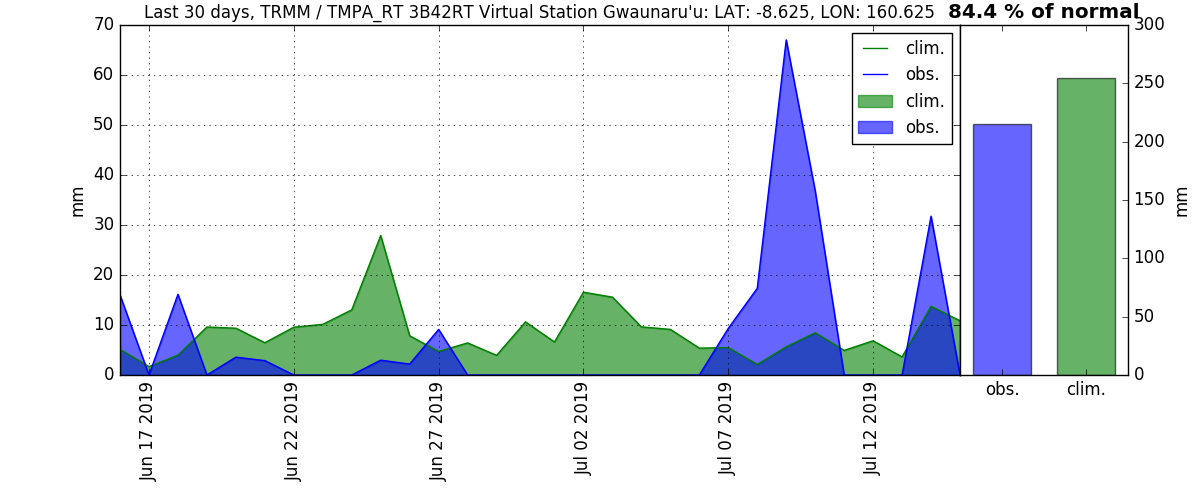 Last 30 days, TRMM / TMPA_RT 3B42RT Virtual Station Gwaunaru'u: LAT: -8.625, LON: 160.625 84.4 % of normal
70
60
50
40
30
20
10
0
mm
clim.
obs.
clim.
obs.
Jun 17 2019
Jun 22 2019
Jun 27 2019
Jul 02 2019
Jul 07 2019
Jul 12 2019
300
250
200
150
100
50
0
mm
obs. clim.